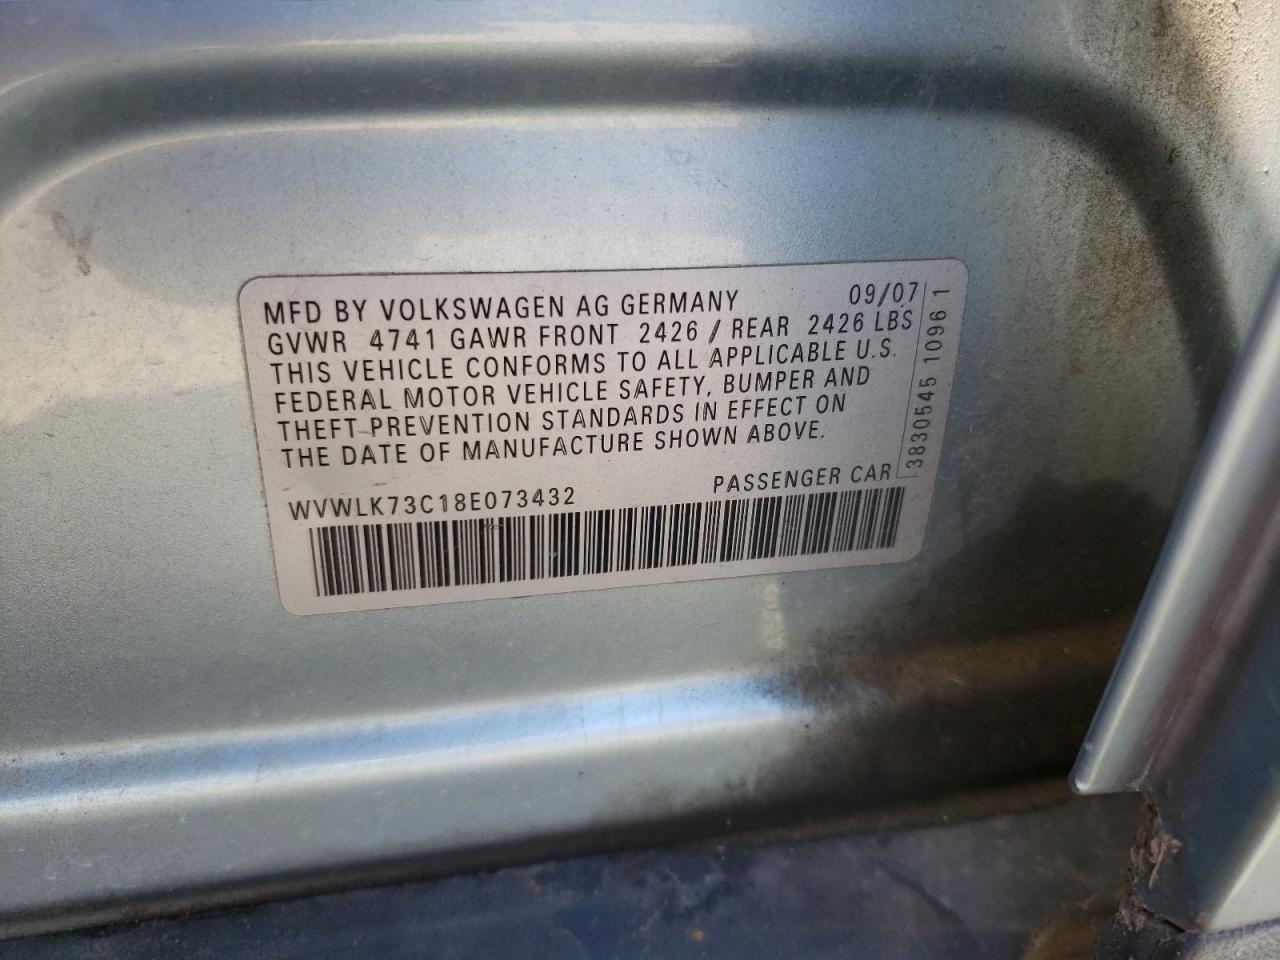 MFD BY VOLKSWAGEN AG GERMANY 09/07
GVWR 4741 GAWR FRONT 2426 / REAR 2426 LBS
THIS VEHICLE CONFORMS TO ALL APPLICABLE U.S.
FEDERAL MOTOR VEHICLE SAFETY, BUMPER AND
THEFT PREVENTION STANDARDS IN EFFECT ON
THE DATE OF MANUFACTURE SHOWN ABOVE.
PASSENGER CAR
WVWLK73C18E073432
3830545 1096 1